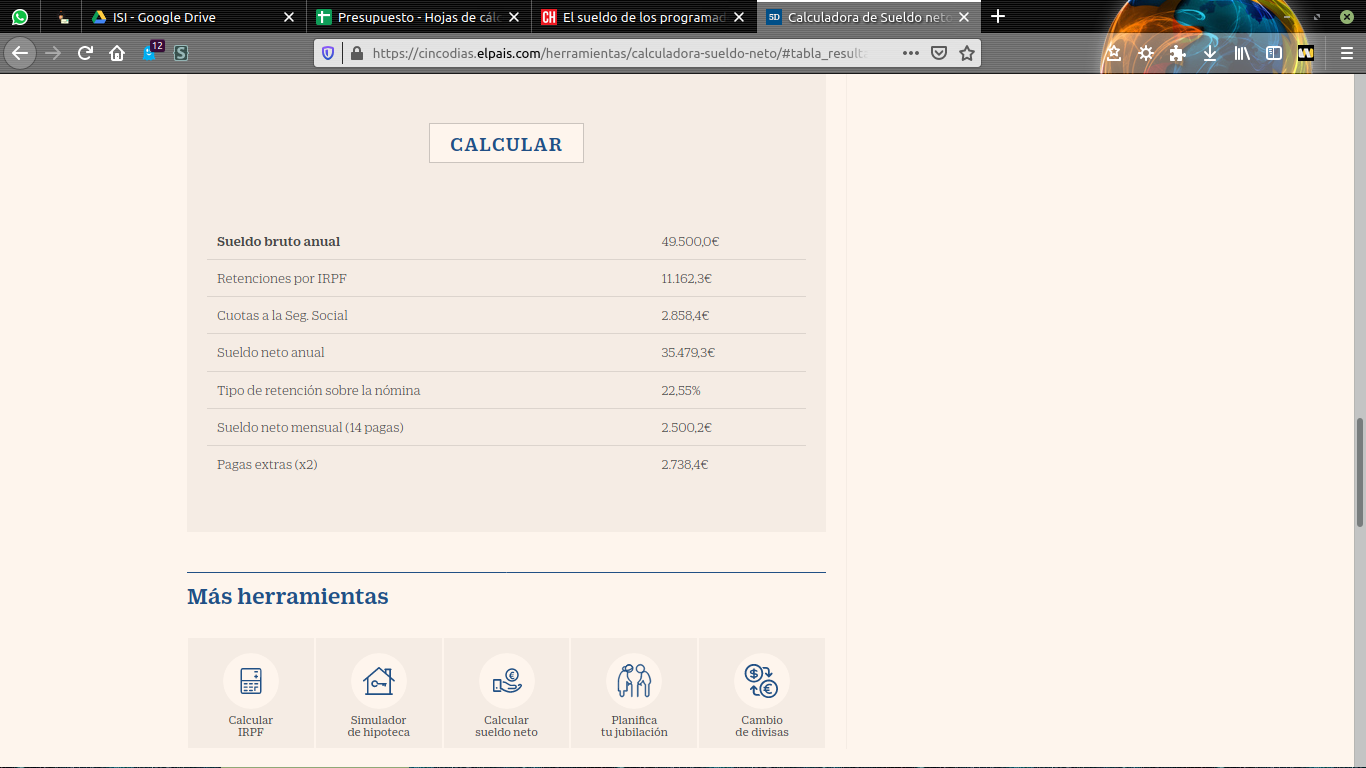 ISI - Google Drive
Presupuesto - Hojas de cálc
CH
El sueldo de los programad
5D
Calculadora de Sueldo neto
12
S
https://cincodias.elpais.com/herramientas/calculadora-sueldo-neto/#tabla_result
CALCULAR
Sueldo bruto anual 49.500,0€
Retenciones por IRPF 11.162,3€
Cuotas a la Seg. Social 2.858,4€
Sueldo neto anual 35.479,3€
Tipo de retención sobre la nómina 22,55%
Sueldo neto mensual (14 pagas) 2.500,2€
Pagas extras (x2) 2.738,4€
Más herramientas
Calcular
IRPF
Simulador
de hipoteca
Calcular
sueldo neto
Planifica
tu jubilación
Cambio
de divisas